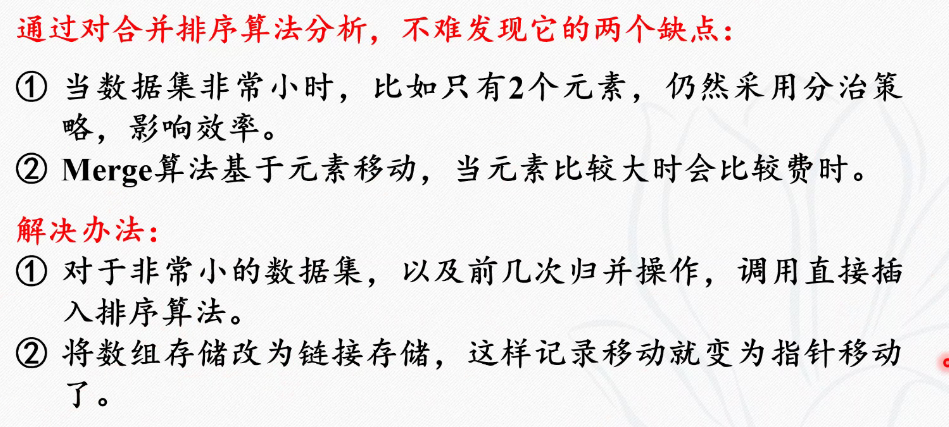 通过对合并排序算法分析，不难发现它的两个缺点：
① 当数据集非常小时，比如只有2个元素，仍然采用分治策
略，影响效率。
② Merge算法基于元素移动，当元素比较大时会比较费时。
解决办法：
① 对于非常小的数据集，以及前几次归并操作，调用直接插
入排序算法。
② 将数组存储改为链接存储，这样记录移动就变为指针移动
了。